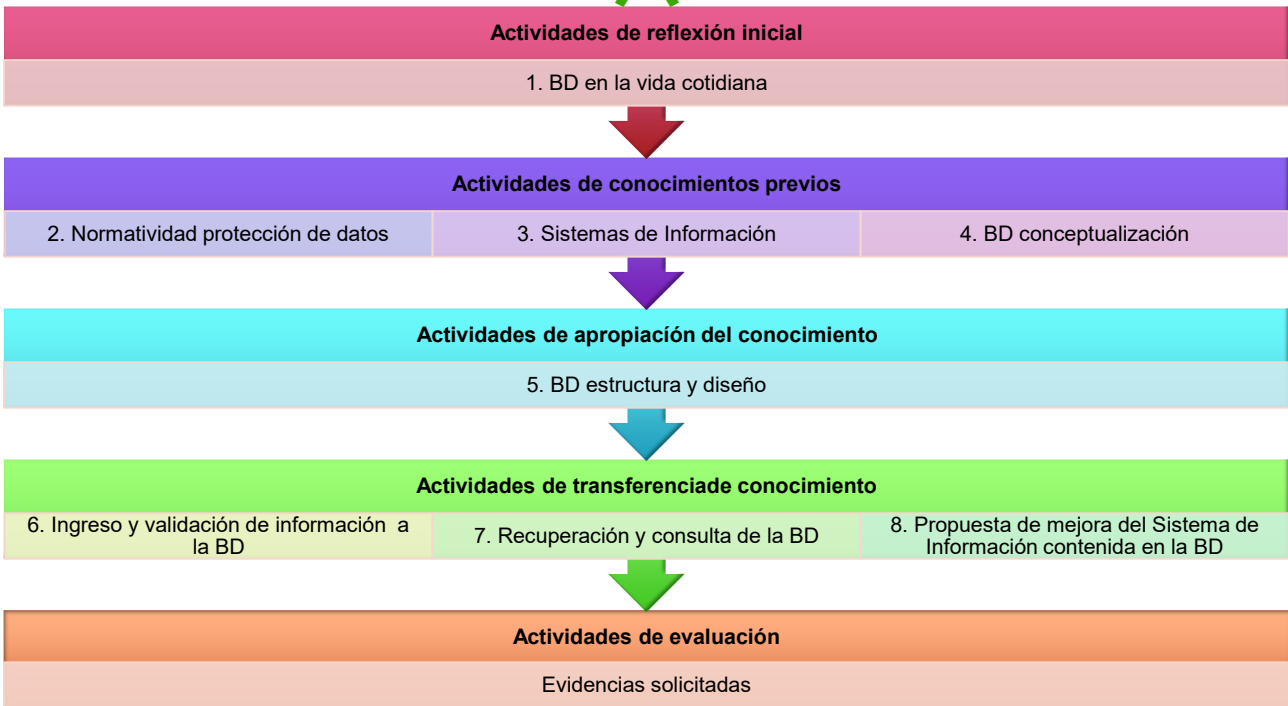 Actividades de reflexión inicial
1. BD en la vida cotidiana
Actividades de conocimientos previos
2. Normatividad protección de datos
3. Sistemas de Información
4. BD conceptualización
Actividades de apropiacíón del conocimiento
5. BD estructura y diseño
Actividades de transferenciade conocimiento
6. Ingreso y validación de información a
la BD
7. Recuperación y consulta de la BD
8. Propuesta de mejora del Sistema de
Información contenida en la BD
Actividades de evaluación
Evidencias solicitadas